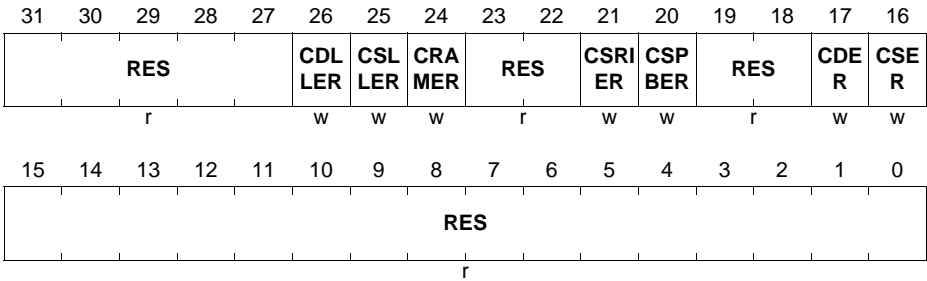 31 30 29 28 27 26 25 24 23 22 21 20 19 18 17 16
RES CDL LER CSL LER CRA MER RES CSRI ER CSP BER RES CDE R CSE R
r w w w r w w r w w
15 14 13 12 11 10 9 8 7 6 5 4 3 2 1 0
RES
r